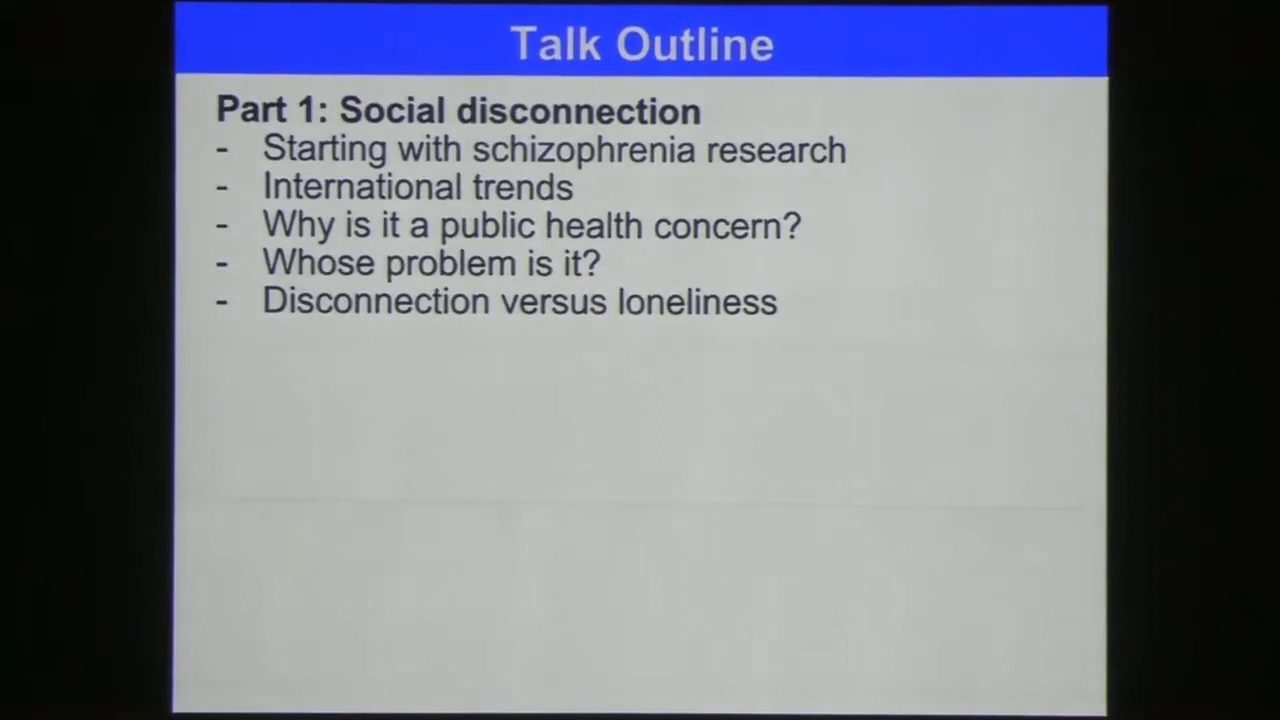 Talk Outline
Part 1: Social disconnection
- Starting with schizophrenia research
- International trends
- Why is it a public health concern?
- Whose problem is it?
- Disconnection versus loneliness